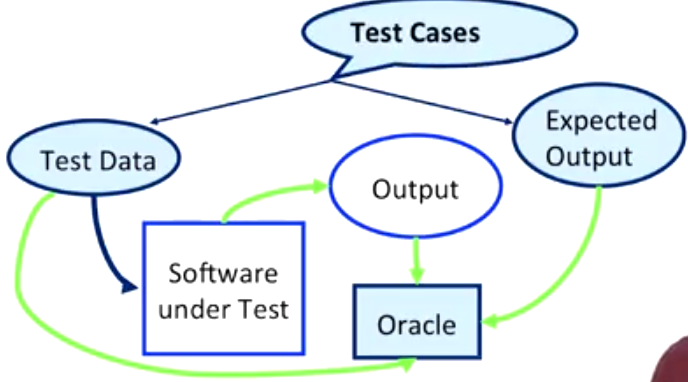 Test Cases
Test Data
Expected
Output
Output
Software
under Test
Oracle